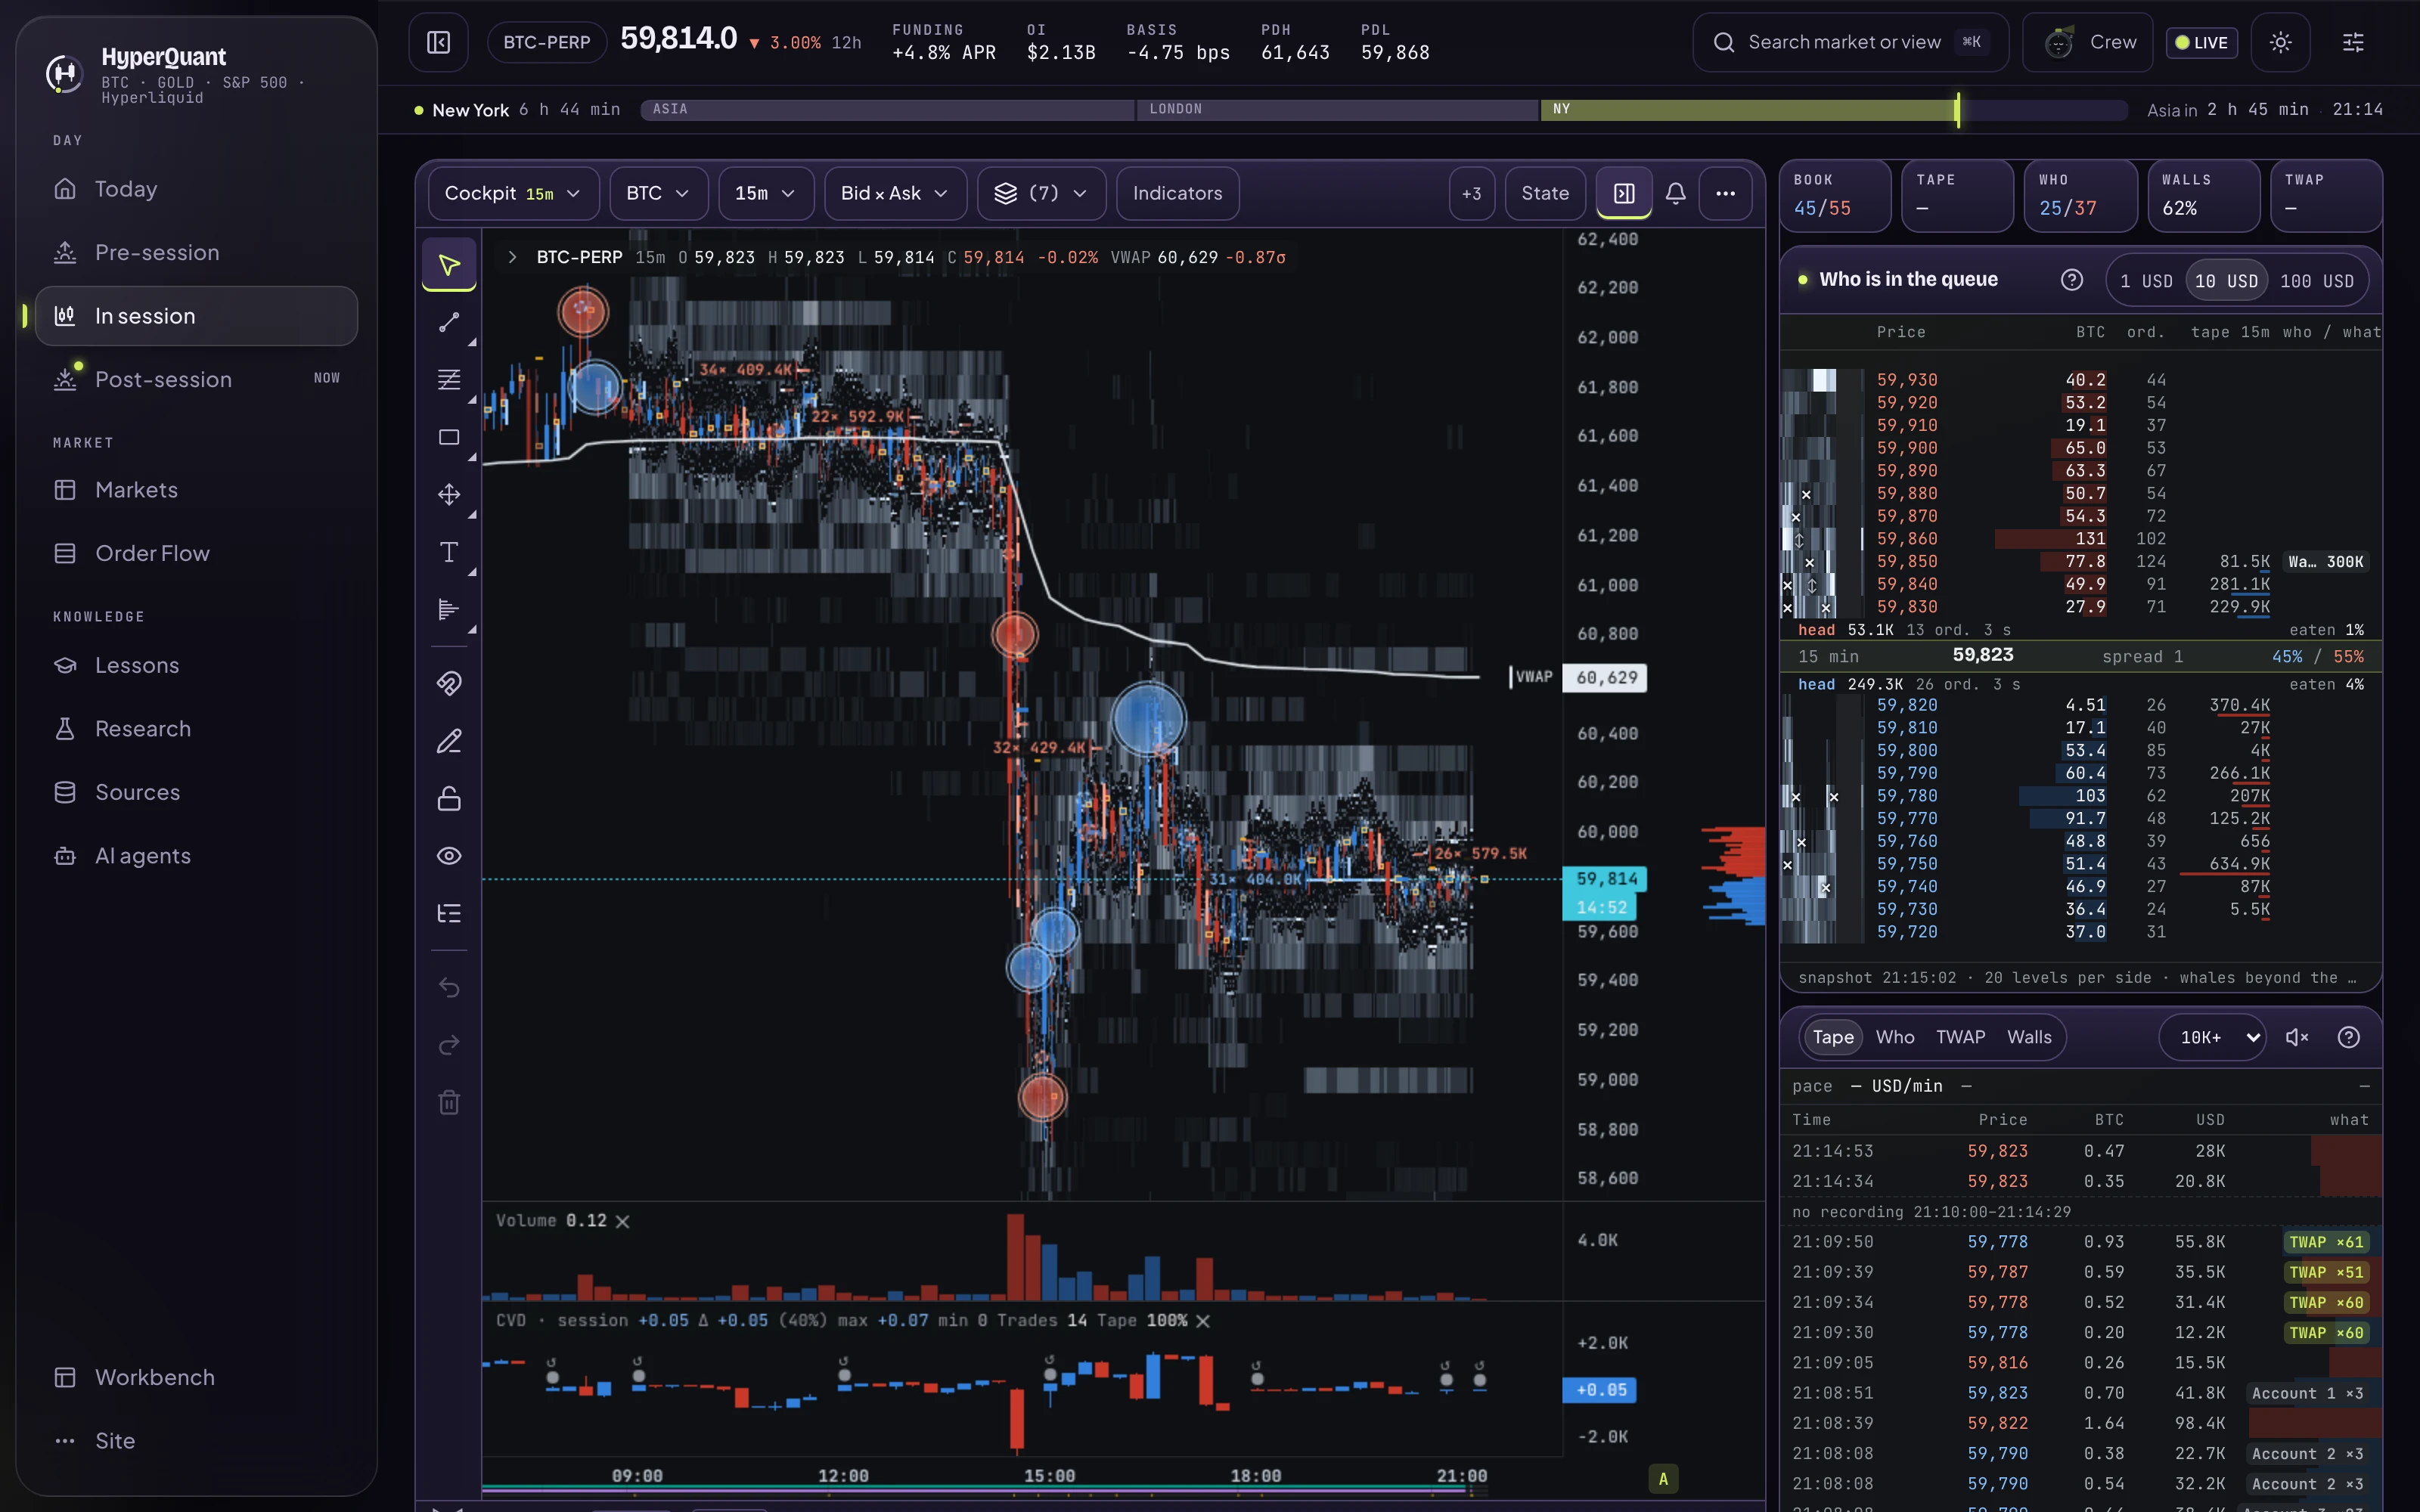 HyperQuant
BTC · GOLD · S&P 500 ·
Hyperliquid
DAY
Today
Pre-session
In session
Post-session NOW
MARKET
Markets
Order Flow
KNOWLEDGE
Lessons
Research
Sources
AI agents
Workbench
Site
BTC-PERP 59,814.0 ▼ 3.00% 12h
FUNDING
+4.8% APR
OI
$2.13B
BASIS
-4.75 bps
PDH
61,643
PDL
59,868
Search market or view ⌘K
Crew
LIVE
New York 6 h 44 min
ASIA
LONDON
NY
Asia in 2 h 45 min · 21:14
Cockpit 15m
BTC
15m
Bid × Ask
(7)
Indicators
+3
State
BTC-PERP 15m O 59,823 H 59,823 L 59,814 C 59,814 -0.02% VWAP 60,629 -0.87σ
34× 409.4K
22× 592.9K
32× 429.4K
26× 579.5K
31× 404.0K
62,400
62,200
62,000
61,800
61,600
61,400
61,200
61,000
60,800
VWAP 60,629
60,400
60,200
60,000
59,814
14:52
59,600
59,400
59,200
59,000
58,800
58,600
Volume 0.12
4.0K
CVD · session +0.05 Δ +0.05 (40%) max +0.07 min 0 Trades 14 Tape 100%
+2.0K
+0.05
-2.0K
09:00 12:00 15:00 18:00 21:00
A
BOOK
45/55
TAPE
—
WHO
25/37
WALLS
62%
TWAP
—
Who is in the queue
1 USD 10 USD 100 USD
Price BTC ord. tape 15m who / what
59,930 40.2 44
59,920 53.2 54
59,910 19.1 37
59,900 65.0 53
59,890 63.3 67
59,880 50.7 54
59,870 54.3 72
59,860 131 102
59,850 77.8 124 81.5K Wa… 300K
59,840 49.9 91 281.1K
59,830 27.9 71 229.9K
head 53.1K 13 ord. 3 s eaten 1%
15 min 59,823 spread 1 45% / 55%
head 249.3K 26 ord. 3 s eaten 4%
59,820 4.51 26 370.4K
59,810 17.1 40 27K
59,800 53.4 85 4K
59,790 60.4 73 266.1K
59,780 103 62 207K
59,770 91.7 48 125.2K
59,760 48.8 39 656
59,750 51.4 43 634.9K
59,740 46.9 27 87K
59,730 36.4 24 5.5K
59,720 37.0 31
snapshot 21:15:02 · 20 levels per side · whales beyond the …
Tape Who TWAP Walls
10K+
pace — USD/min — —
Time Price BTC USD what
21:14:53 59,823 0.47 28K
21:14:34 59,823 0.35 20.8K
no recording 21:10:00–21:14:29
21:09:50 59,778 0.93 55.8K TWAP ×61
21:09:39 59,787 0.59 35.5K TWAP ×51
21:09:34 59,778 0.52 31.4K TWAP ×60
21:09:30 59,778 0.20 12.2K TWAP ×60
21:09:05 59,816 0.26 15.5K
21:08:51 59,823 0.70 41.8K Account 1 ×3
21:08:39 59,822 1.64 98.4K
21:08:08 59,790 0.38 22.7K Account 2 ×3
21:08:08 59,790 0.54 32.2K Account 2 ×3